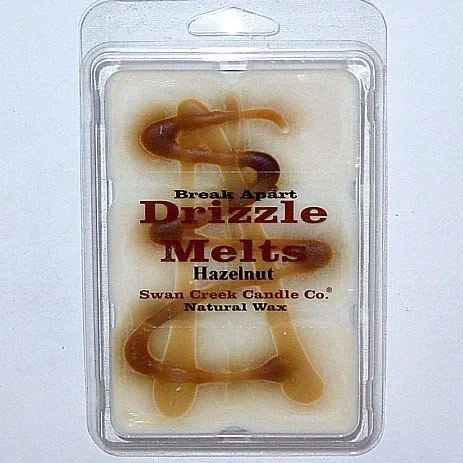 Break Apart
Drizzle
Melts
Hazelnut
Swan Creek Candle Co.®
Natural Wax